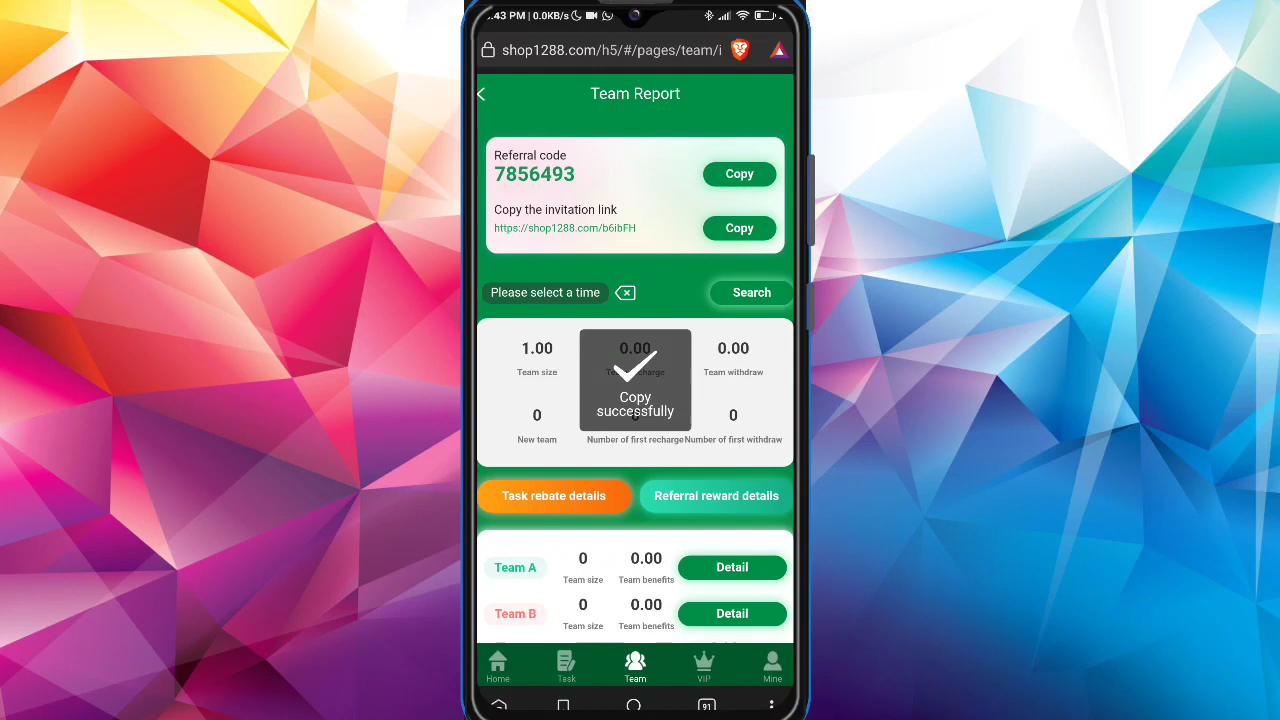 .43 PM | 0.0KB/s
shop1288.com/h5/#/pages/team/i
Team Report
Referral code
7856493
Copy
Copy the invitation link
https://shop1288.com/b6ibFH
Copy
Please select a time
Search
1.00
0.00
0.00
Team size
Team recharge
Team withdraw
Copy
successfully
0
0
0
New team
Number of first recharge
Number of first withdraw
Task rebate details
Referral reward details
Team A
0
0.00
Detail
Team size
Team benefits
Team B
0
0.00
Detail
Team size
Team benefits
Home
Task
Team
VIP
Mine
91